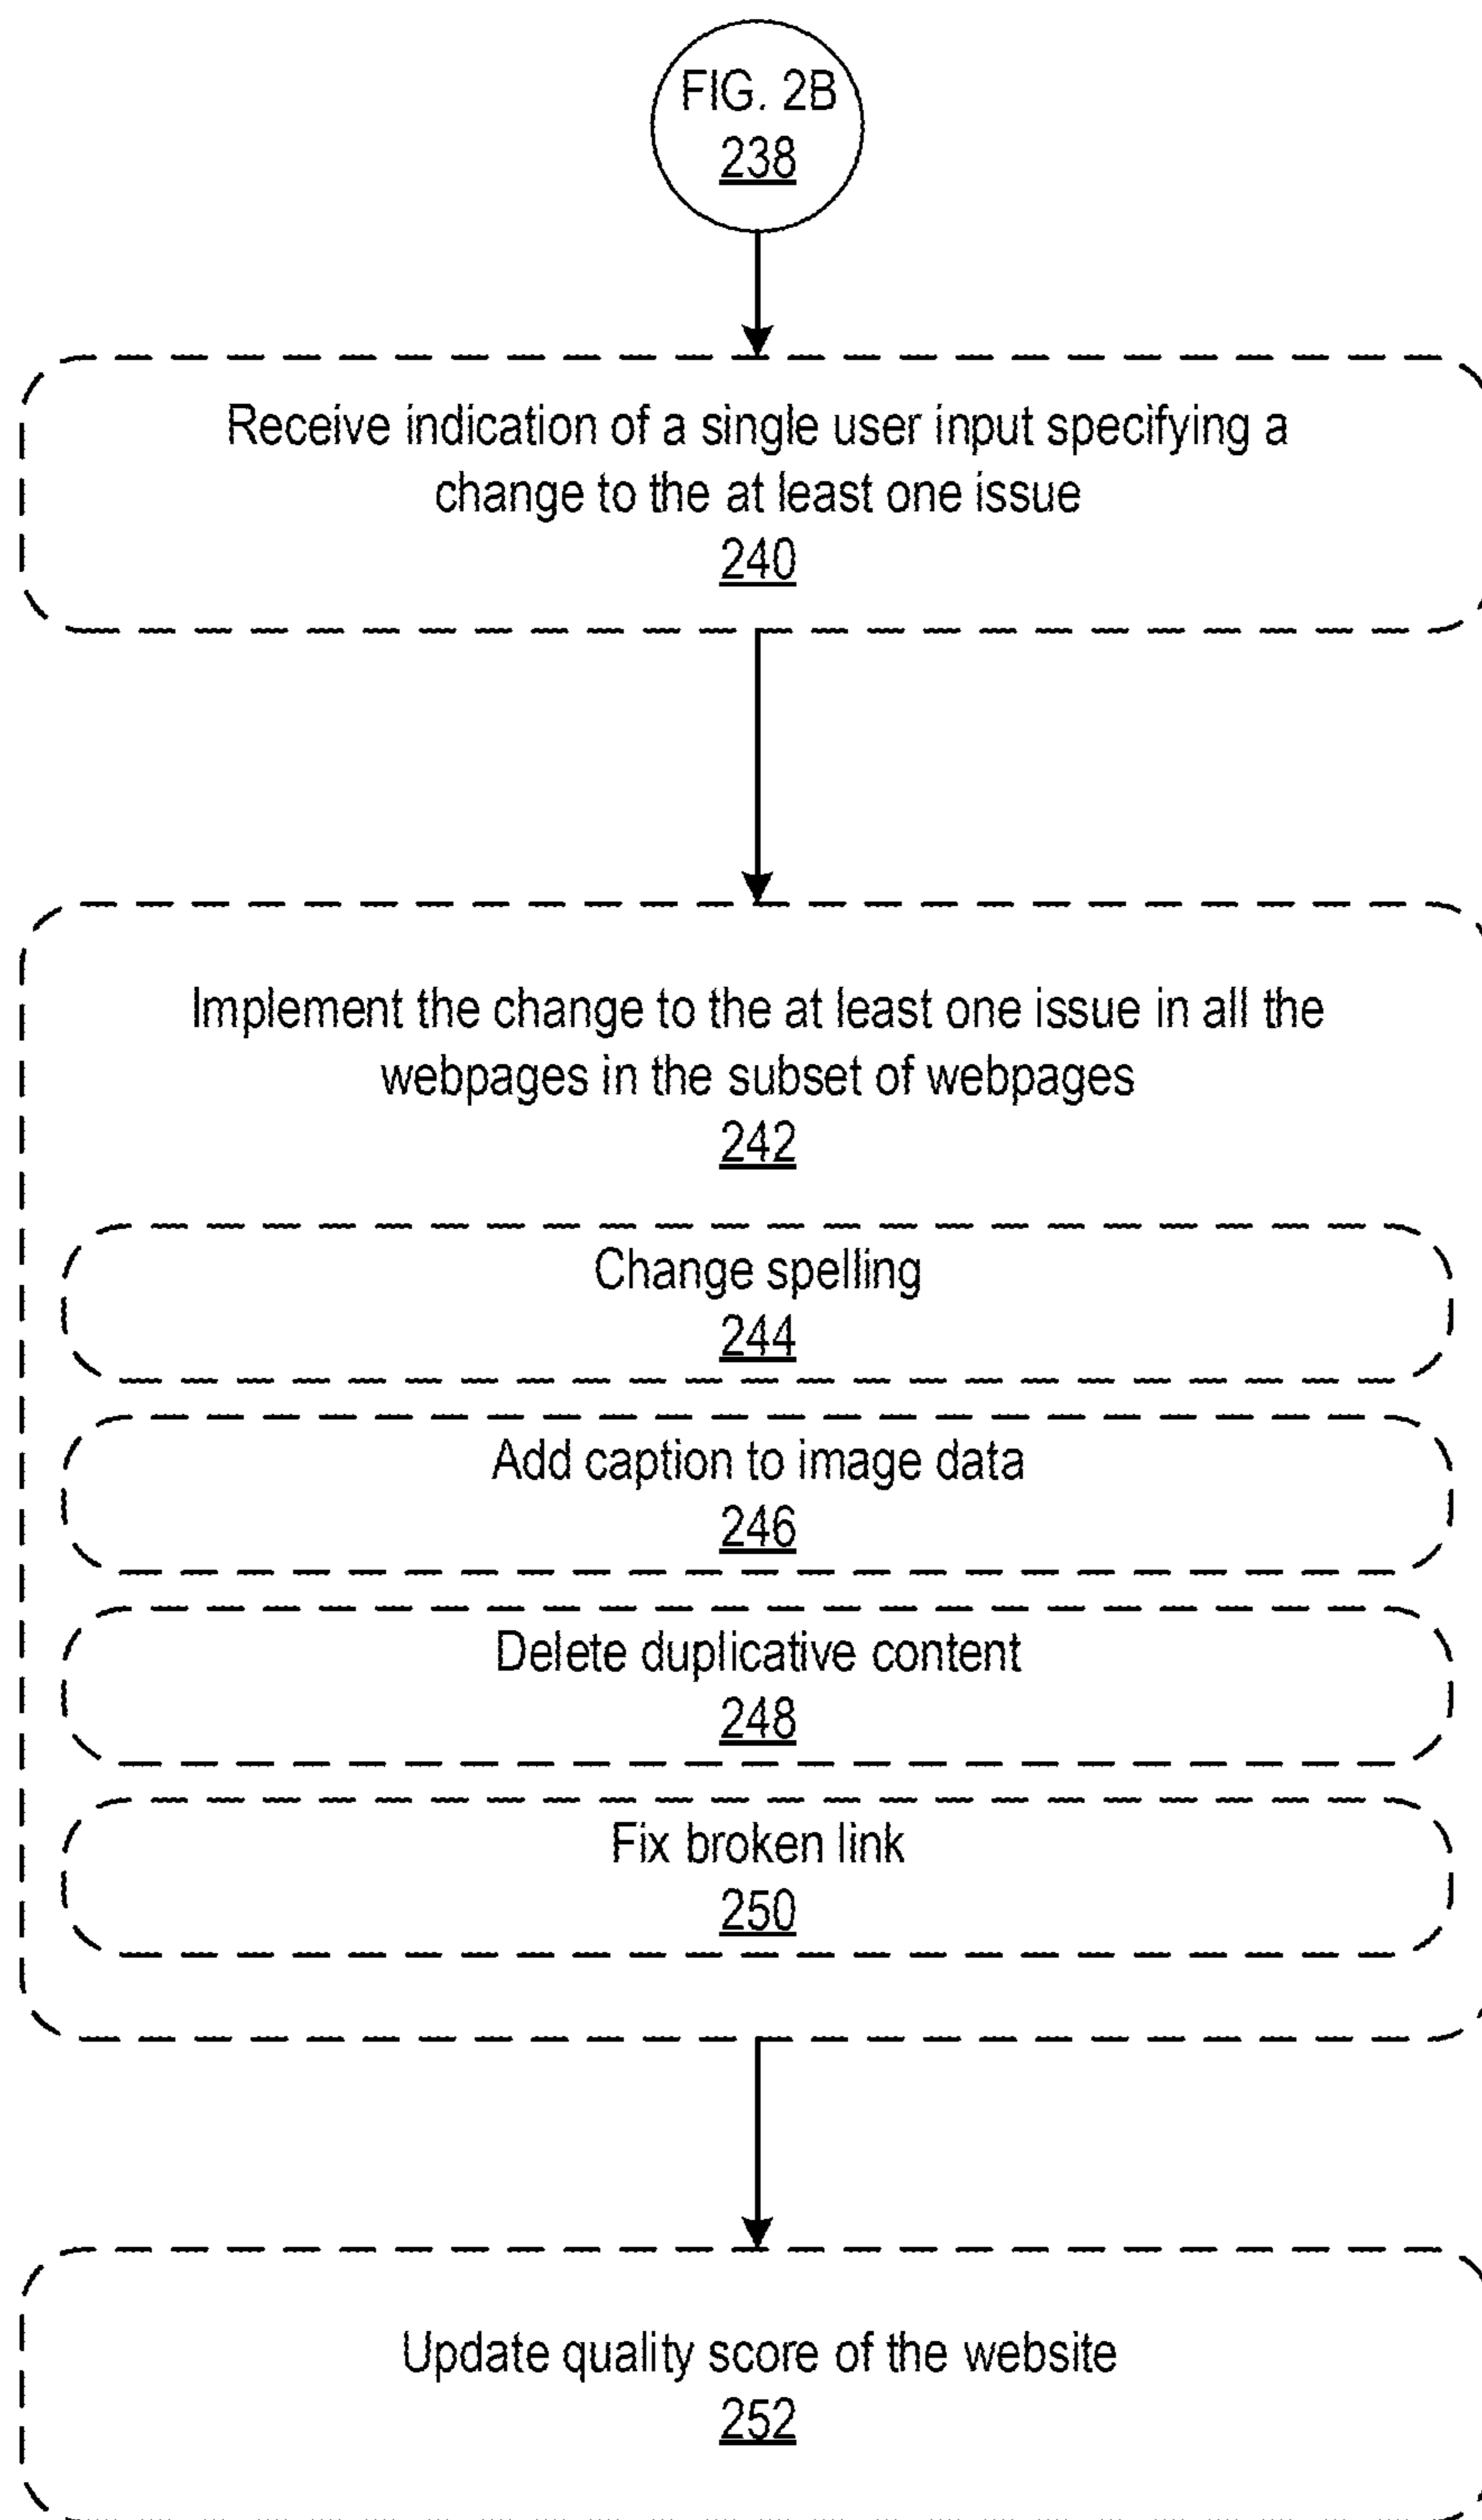 FIG. 2B
238
Receive indication of a single user input specifying a
change to the at least one issue
240
Implement the change to the at least one issue in all the
webpages in the subset of webpages
242
Change spelling
244
Add caption to image data
246
Delete duplicative content
248
Fix broken link
250
Update quality score of the website
252